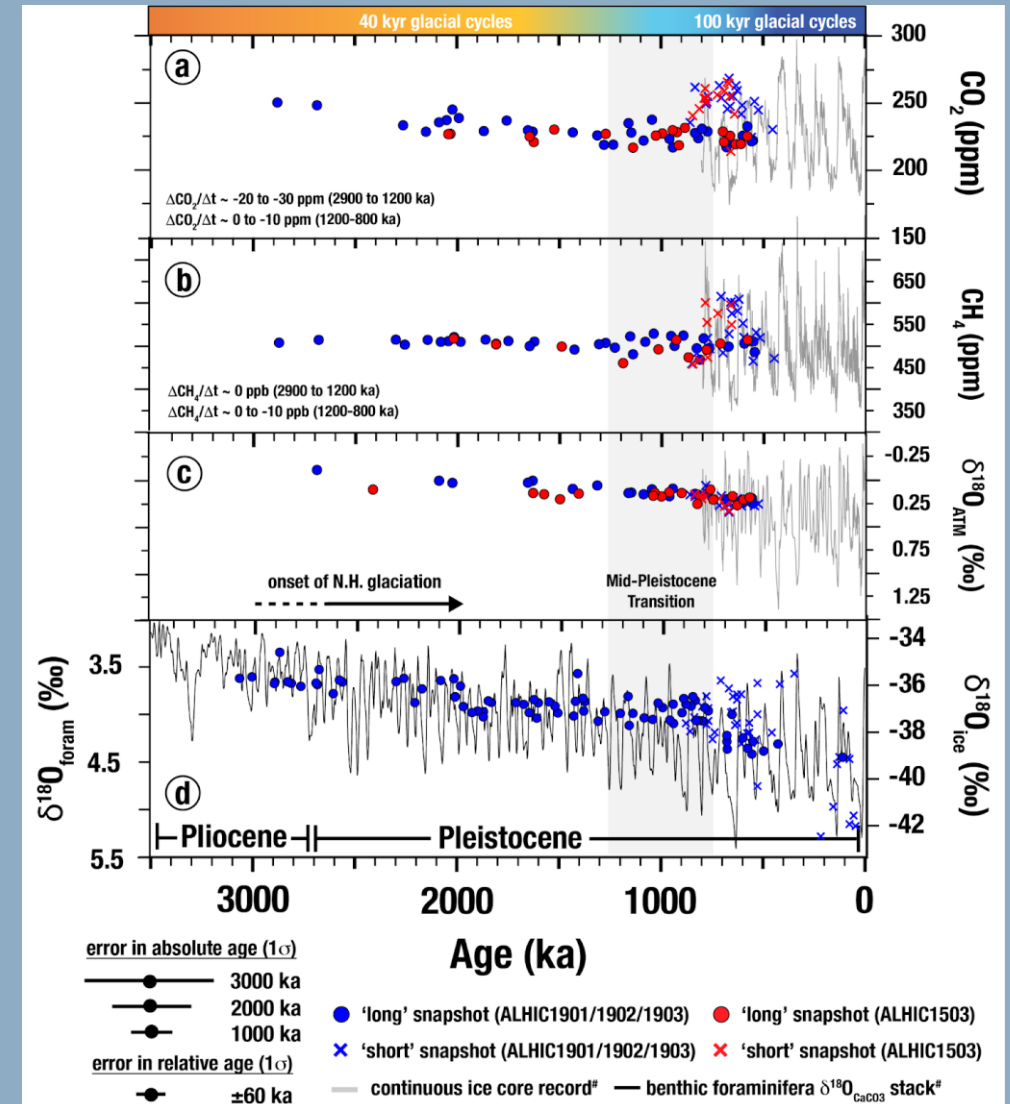 40 kyr glacial cycles 100 kyr glacial cycles
a
300
250
200
150
CO2 (ppm)
ΔCO2/Δt ~ -20 to -30 ppm (2900 to 1200 ka)
ΔCO2/Δt ~ 0 to -10 ppm (1200-800 ka)
b
650
550
450
350
CH4 (ppm)
ΔCH4/Δt ~ 0 ppb (2900 to 1200 ka)
ΔCH4/Δt ~ 0 to -10 ppb (1200-800 ka)
c
-0.25
0.25
0.75
1.25
δ18OATM (‰)
onset of N.H. glaciation
Mid-Pleistocene
Transition
d
3.5
4.5
5.5
δ18Oforam (‰)
-34
-36
-38
-40
-42
δ18Oice (‰)
Pliocene Pleistocene
3000 2000 1000 0
Age (ka)
error in absolute age (1σ)
3000 ka
2000 ka
1000 ka
error in relative age (1σ)
±60 ka
'long' snapshot (ALHIC1901/1902/1903) 'long' snapshot (ALHIC1503)
'short' snapshot (ALHIC1901/1902/1903) 'short' snapshot (ALHIC1503)
continuous ice core record# benthic foraminifera δ18OCaCO3 stack#